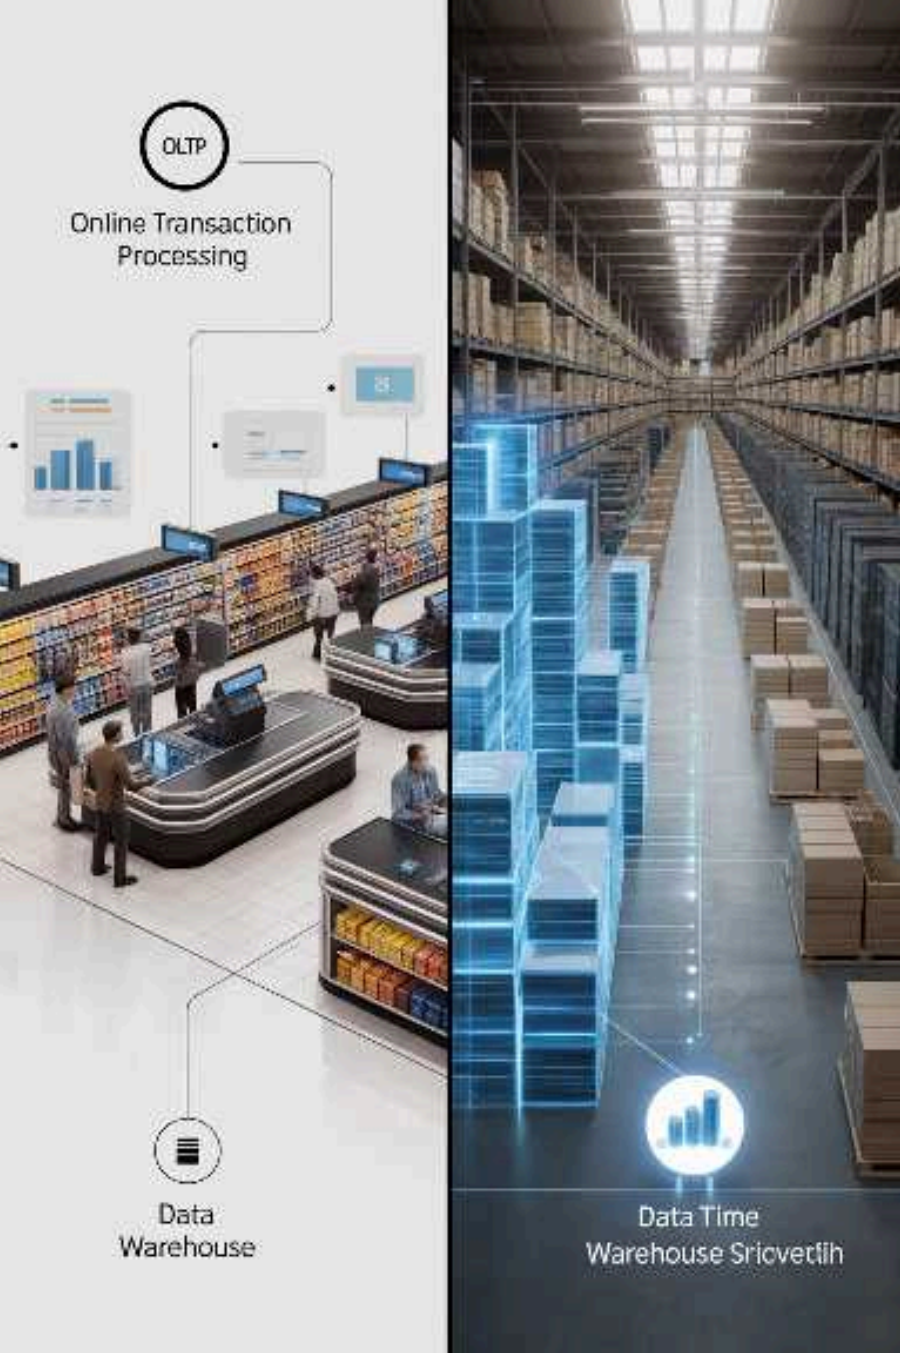 OLTP
Online Transaction
Processing
Data
Warehouse
Data Time
Warehouse Sriovetlih